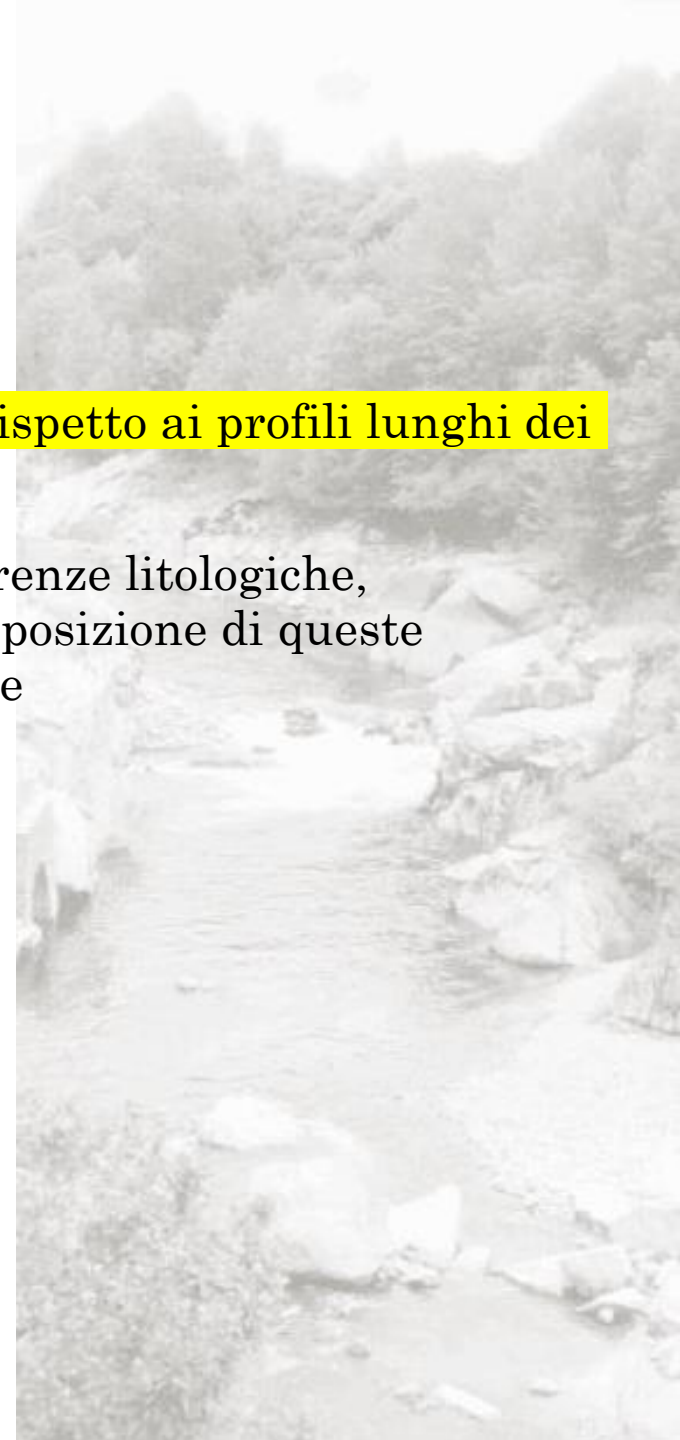 ispetto ai profili lunghi dei
renze litologiche,
posizione di queste
e